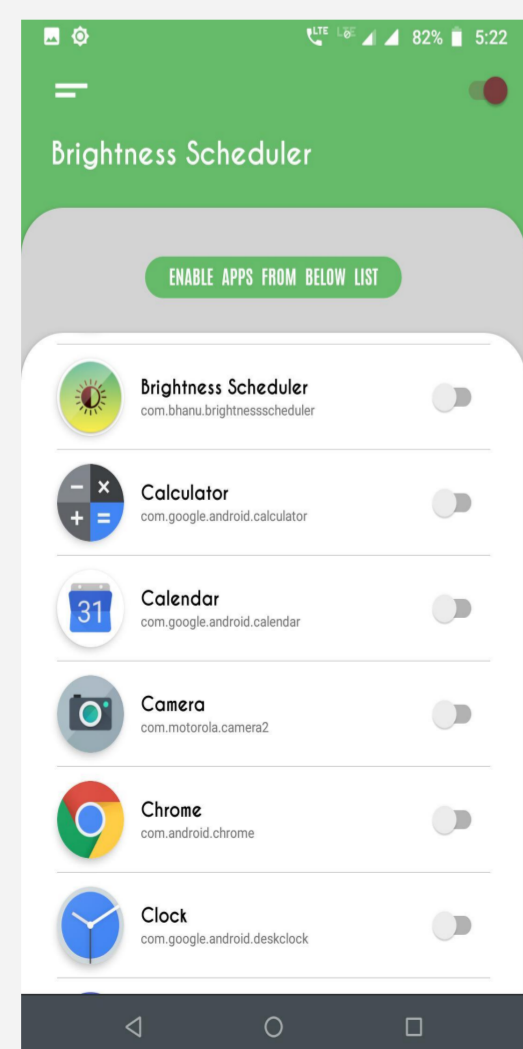 LTE LTE 82% 5:22
Brightness Scheduler
ENABLE APPS FROM BELOW LIST
Brightness Scheduler
com.bhanu.brightnessscheduler
Calculator
com.google.android.calculator
31
Calendar
com.google.android.calendar
Camera
com.motorola.camera2
Chrome
com.android.chrome
Clock
com.google.android.deskclock